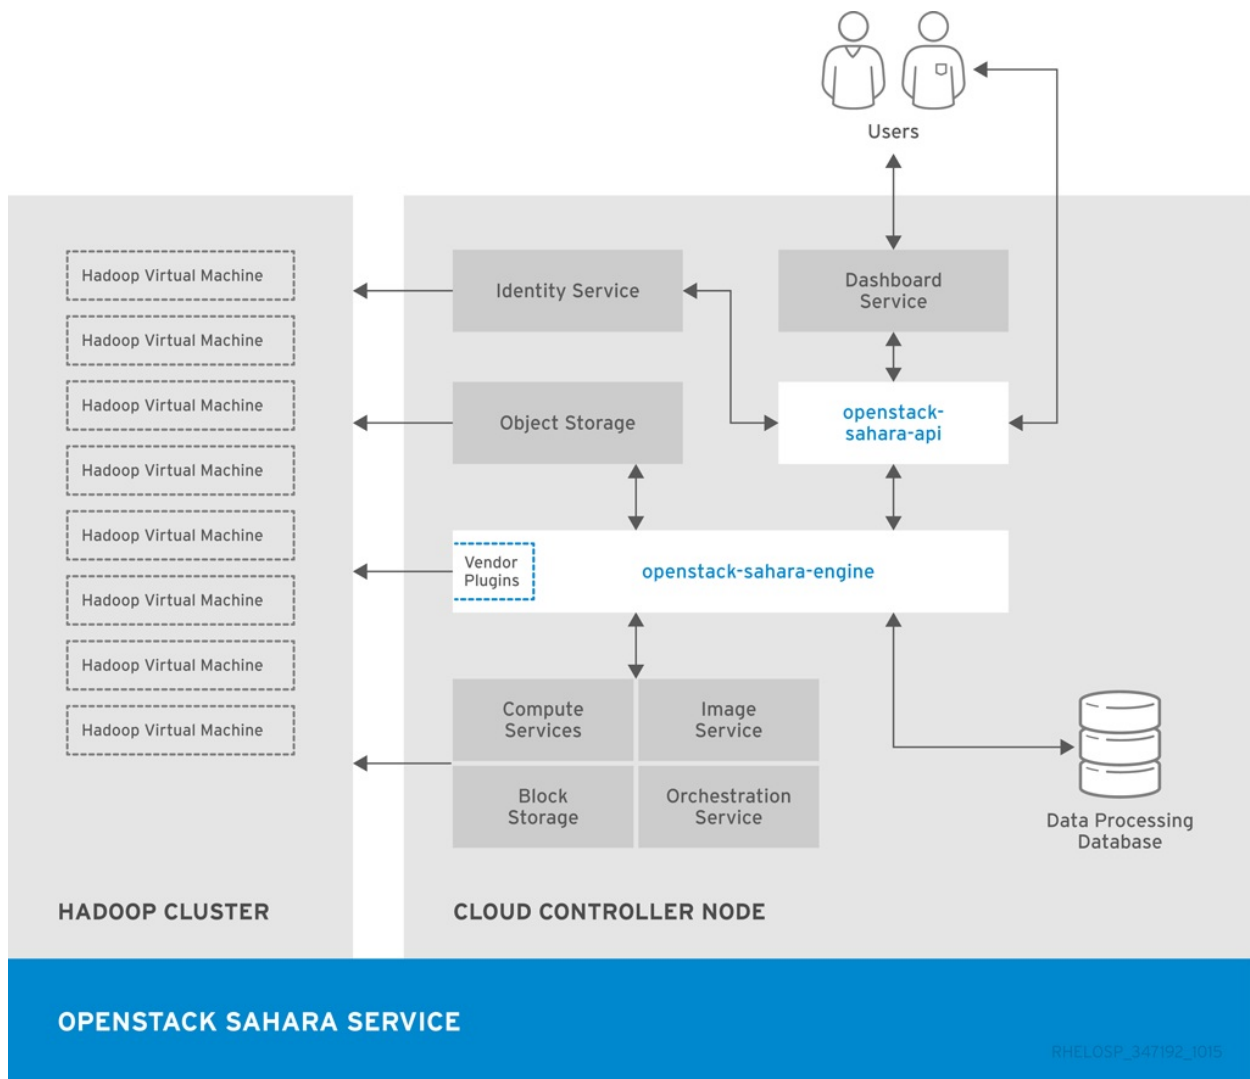 Users
Hadoop Virtual Machine
Hadoop Virtual Machine
Hadoop Virtual Machine
Hadoop Virtual Machine
Hadoop Virtual Machine
Hadoop Virtual Machine
Hadoop Virtual Machine
Hadoop Virtual Machine
HADOOP CLUSTER
Identity Service
Dashboard
Service
Object Storage
openstack-
sahara-api
Vendor
Plugins
openstack-sahara-engine
Compute
Services
Image
Service
Block
Storage
Orchestration
Service
Data Processing
Database
CLOUD CONTROLLER NODE
OPENSTACK SAHARA SERVICE
RHELOSP_347192_1015